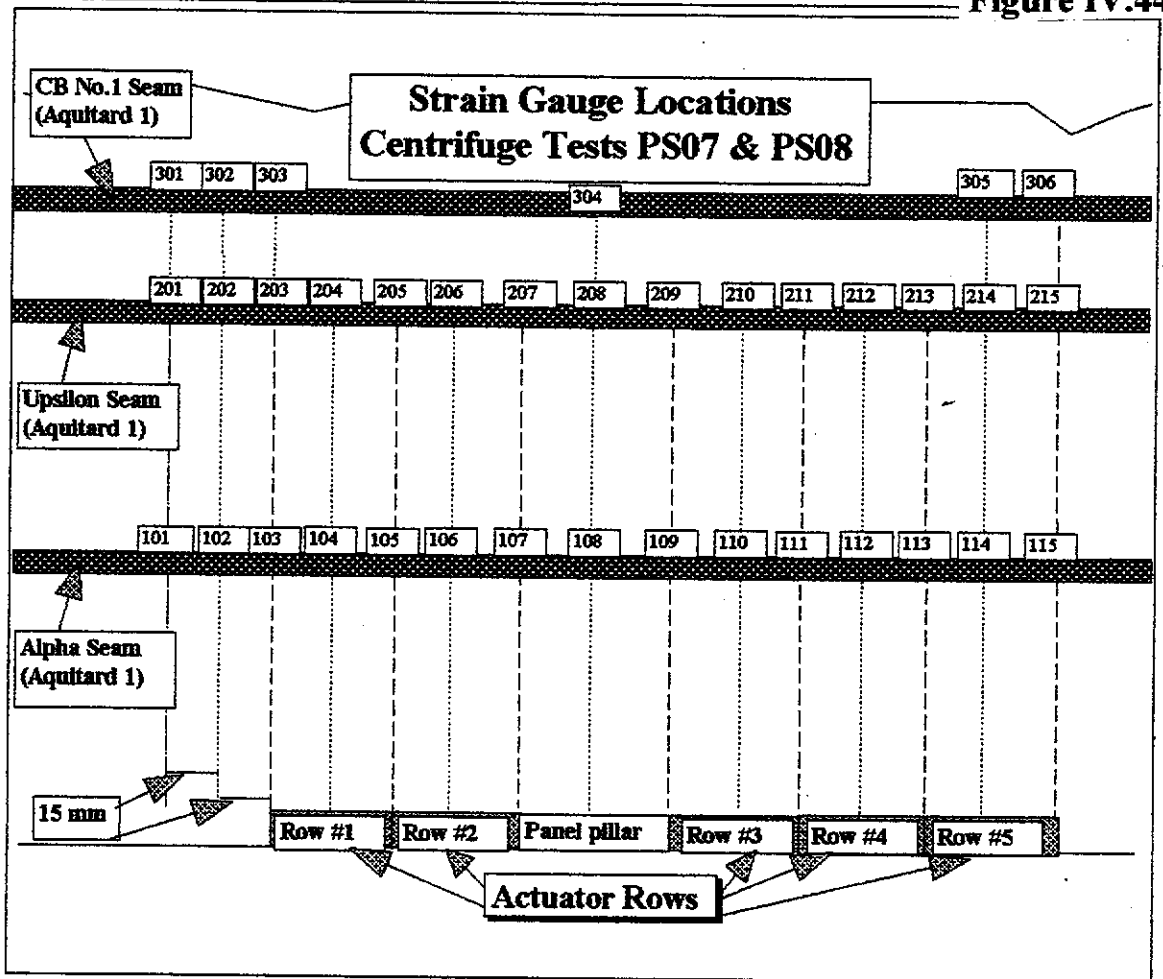 Figure IV.44
CB No.1 Seam
(Aquitard 1)
Strain Gauge Locations
Centrifuge Tests PS07 & PS08
301 302 303 304 305 306
201 202 203 204 205 206 207 208 209 210 211 212 213 214 215
Upsilon Seam
(Aquitard 1)
101 102 103 104 105 106 107 108 109 110 111 112 113 114 115
Alpha Seam
(Aquitard 1)
15 mm
Row #1 Row #2 Panel pillar Row #3 Row #4 Row #5
Actuator Rows